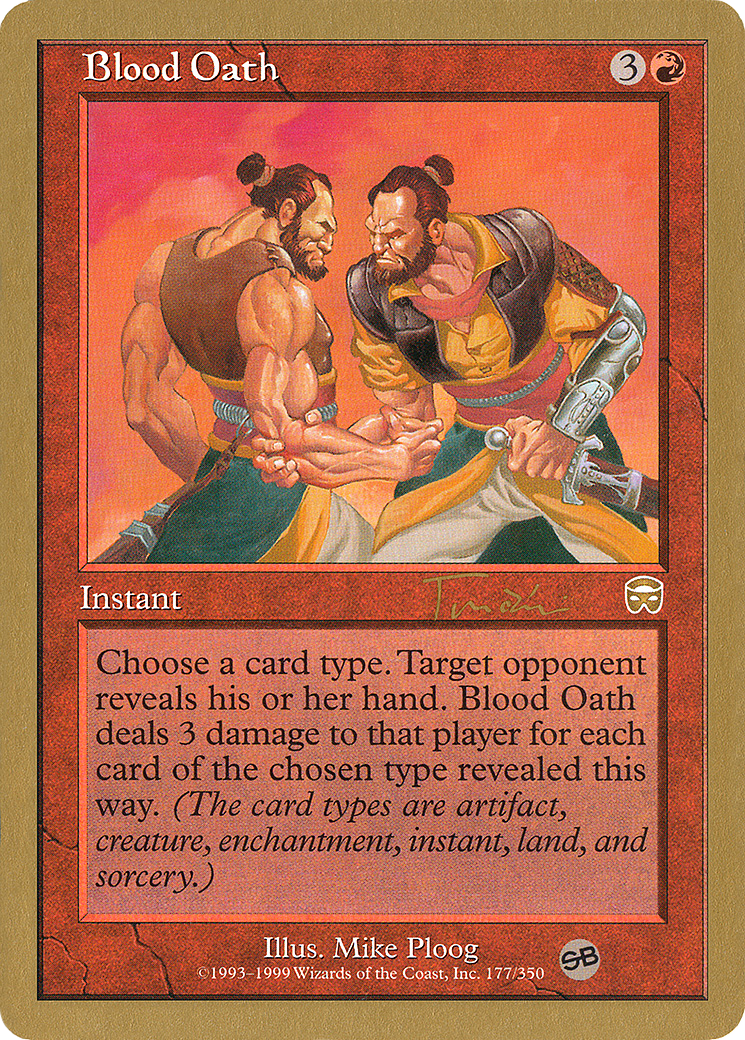 Blood Oath 3
Instant
Choose a card type. Target opponent
reveals his or her hand. Blood Oath
deals 3 damage to that player for each
card of the chosen type revealed this
way. (The card types are artifact,
creature, enchantment, instant, land, and
sorcery.)
Illus. Mike Ploog
©1993–1999 Wizards of the Coast, Inc. 177/350
SB